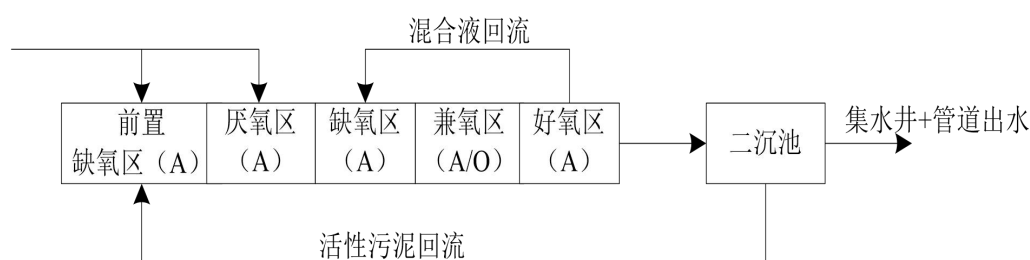 混合液回流
前置
缺氧区（A）
厌氧区
（A）
缺氧区
（A）
兼氧区
（A/O）
好氧区
（A）
二沉池
集水井+管道出水
活性污泥回流